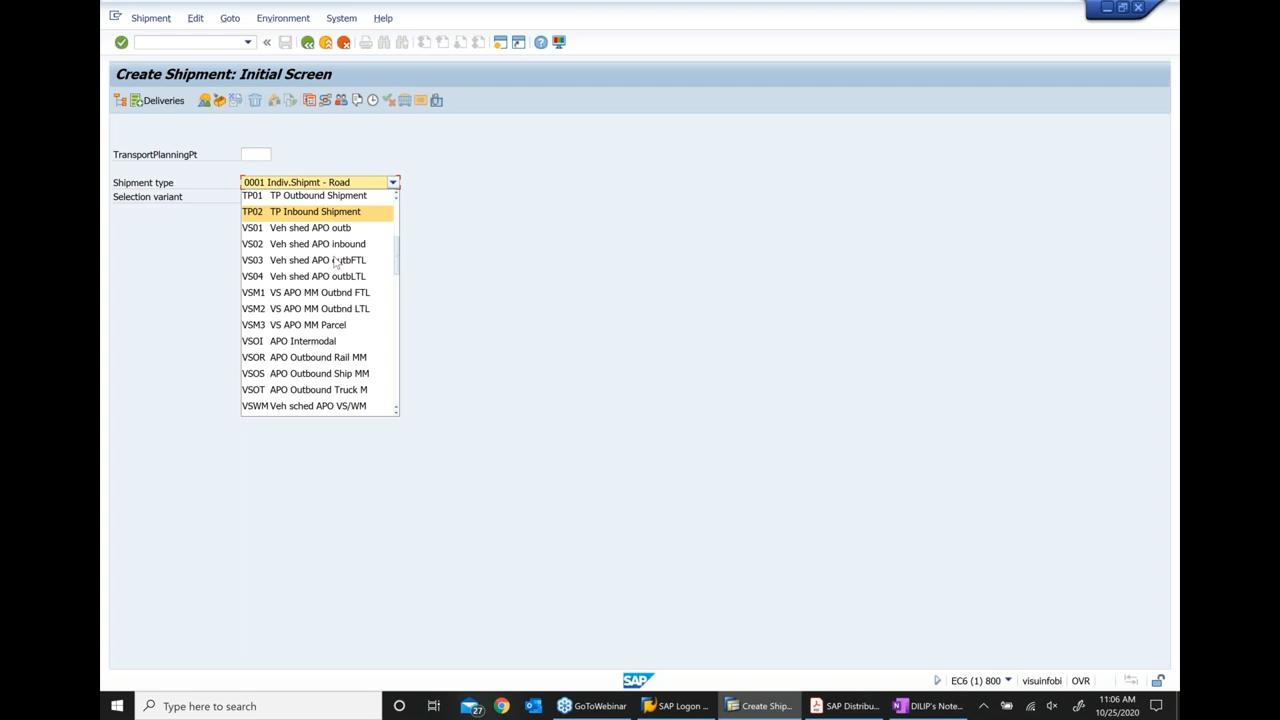 Shipment Edit Goto Environment System Help
Create Shipment: Initial Screen
Deliveries
TransportPlanningPt
Shipment type 0001 Indiv.Shipmt - Road
Selection variant
TP01 TP Outbound Shipment
TP02 TP Inbound Shipment
VS01 Veh shed APO outb
VS02 Veh shed APO inbound
VS03 Veh shed APO outbFTL
VS04 Veh shed APO outbLTL
VSM1 VS APO MM Outbnd FTL
VSM2 VS APO MM Outbnd LTL
VSM3 VS APO MM Parcel
VSOI APO Intermodal
VSOR APO Outbound Rail MM
VSOS APO Outbound Ship MM
VSOT APO Outbound Truck M
VSWM Veh sched APO VS/WM
SAP EC6 (1) 800 visuinfobi OVR
Type here to search 27 GoToWebinar SAP Logon ... Create Ship... SAP Distribu... DILIP's Note... 11:06 AM
10/25/2020